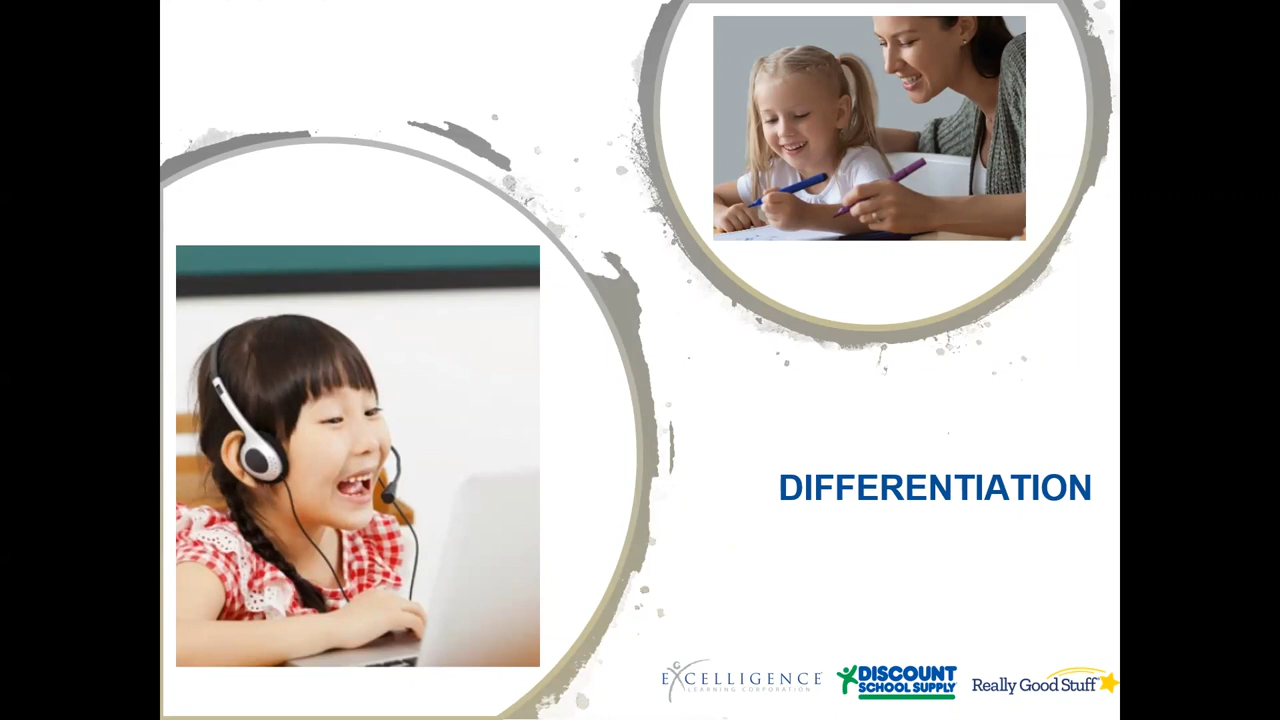 DIFFERENTIATION
EXCELLIGENCE
LEARNING CORPORATION
DISCOUNT
SCHOOL SUPPLY
Really Good Stuff